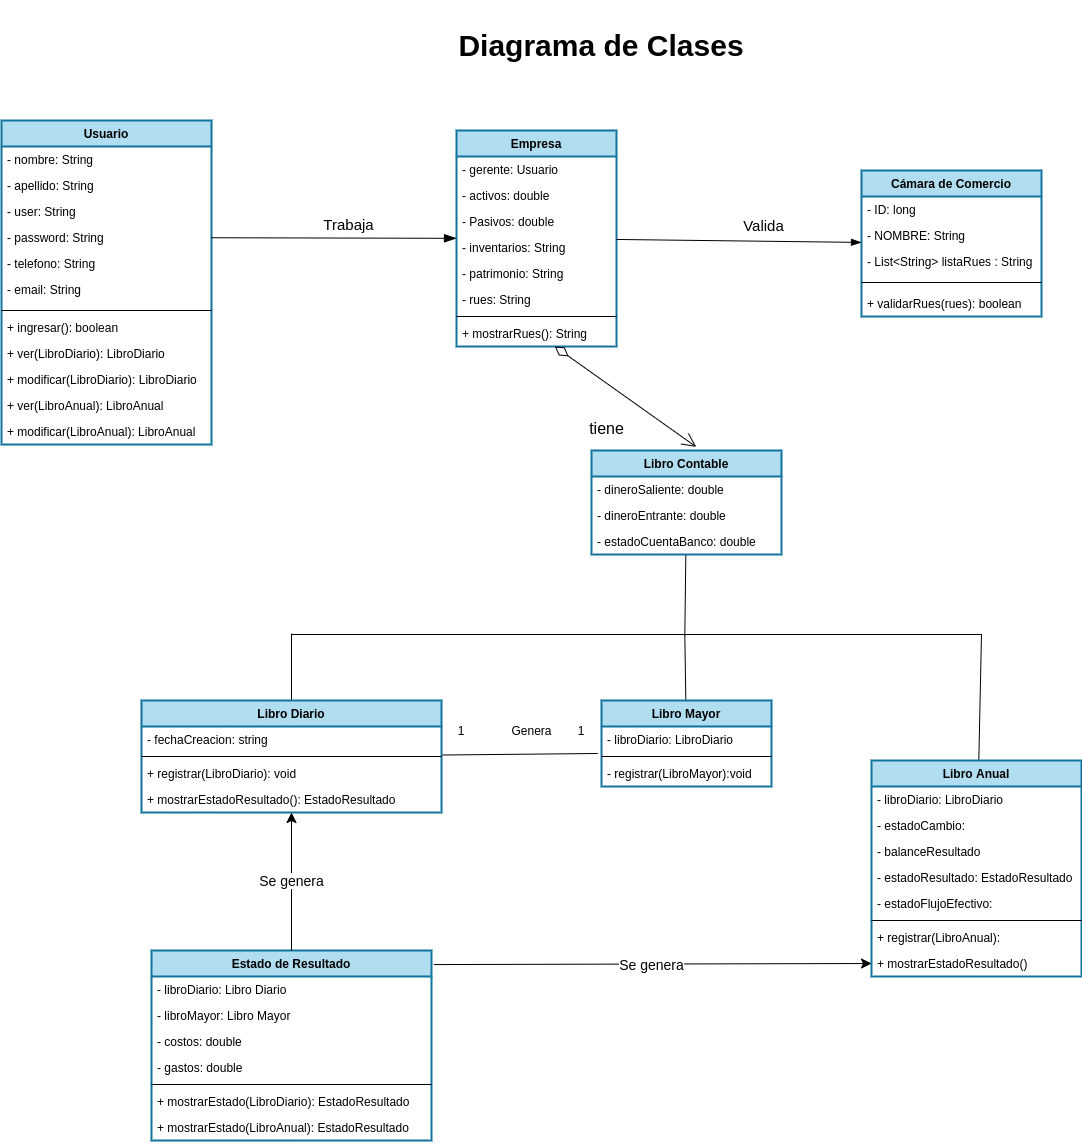 Diagrama de Clases
Usuario
- nombre: String
- apellido: String
- user: String
- password: String
- telefono: String
- email: String
+ ingresar(): boolean
+ ver(LibroDiario): LibroDiario
+ modificar(LibroDiario): LibroDiario
+ ver(LibroAnual): LibroAnual
+ modificar(LibroAnual): LibroAnual
Trabaja
Empresa
- gerente: Usuario
- activos: double
- Pasivos: double
- inventarios: String
- patrimonio: String
- rues: String
+ mostrarRues(): String
Valida
Cámara de Comercio
- ID: long
- NOMBRE: String
- List<String> listaRues : String
+ validarRues(rues): boolean
tiene
Libro Contable
- dineroSaliente: double
- dineroEntrante: double
- estadoCuentaBanco: double
Libro Diario
- fechaCreacion: string
+ registrar(LibroDiario): void
+ mostrarEstadoResultado(): EstadoResultado
1 Genera 1
Libro Mayor
- libroDiario: LibroDiario
- registrar(LibroMayor):void
Libro Anual
- libroDiario: LibroDiario
- estadoCambio:
- balanceResultado
- estadoResultado: EstadoResultado
- estadoFlujoEfectivo:
+ registrar(LibroAnual):
+ mostrarEstadoResultado()
Se genera
Estado de Resultado
- libroDiario: Libro Diario
- libroMayor: Libro Mayor
- costos: double
- gastos: double
+ mostrarEstado(LibroDiario): EstadoResultado
+ mostrarEstado(LibroAnual): EstadoResultado
Se genera